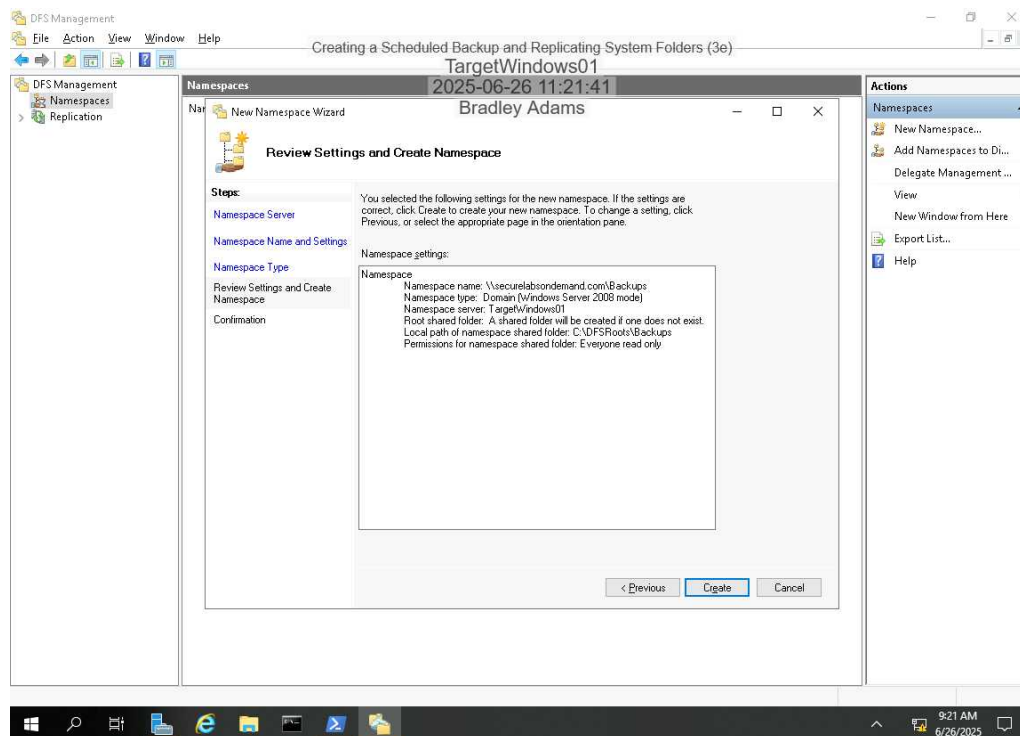 DFS Management
File Action View Window Help
Creating a Scheduled Backup and Replicating System Folders (3e)
TargetWindows01
2025-06-26 11:21:41
Bradley Adams
DFS Management
Namespaces
Replication
Namespaces
Nar
New Namespace Wizard
Review Settings and Create Namespace
Steps:
Namespace Server
Namespace Name and Settings
Namespace Type
Review Settings and Create
Namespace
Confirmation
You selected the following settings for the new namespace. If the settings are
correct, click Create to create your new namespace. To change a setting, click
Previous, or select the appropriate page in the orientation pane.
Namespace settings:
Namespace
Namespace name: \\securelabsondemand.com\Backups
Namespace type: Domain (Windows Server 2008 mode)
Namespace server: TargetWindows01
Root shared folder: A shared folder will be created if one does not exist.
Local path of namespace shared folder: C:\DFSRoots\Backups
Permissions for namespace shared folder: Everyone read only
< Previous Create Cancel
Actions
Namespaces
New Namespace...
Add Namespaces to Di...
Delegate Management ...
View
New Window from Here
Export List...
Help
9:21 AM
6/26/2025